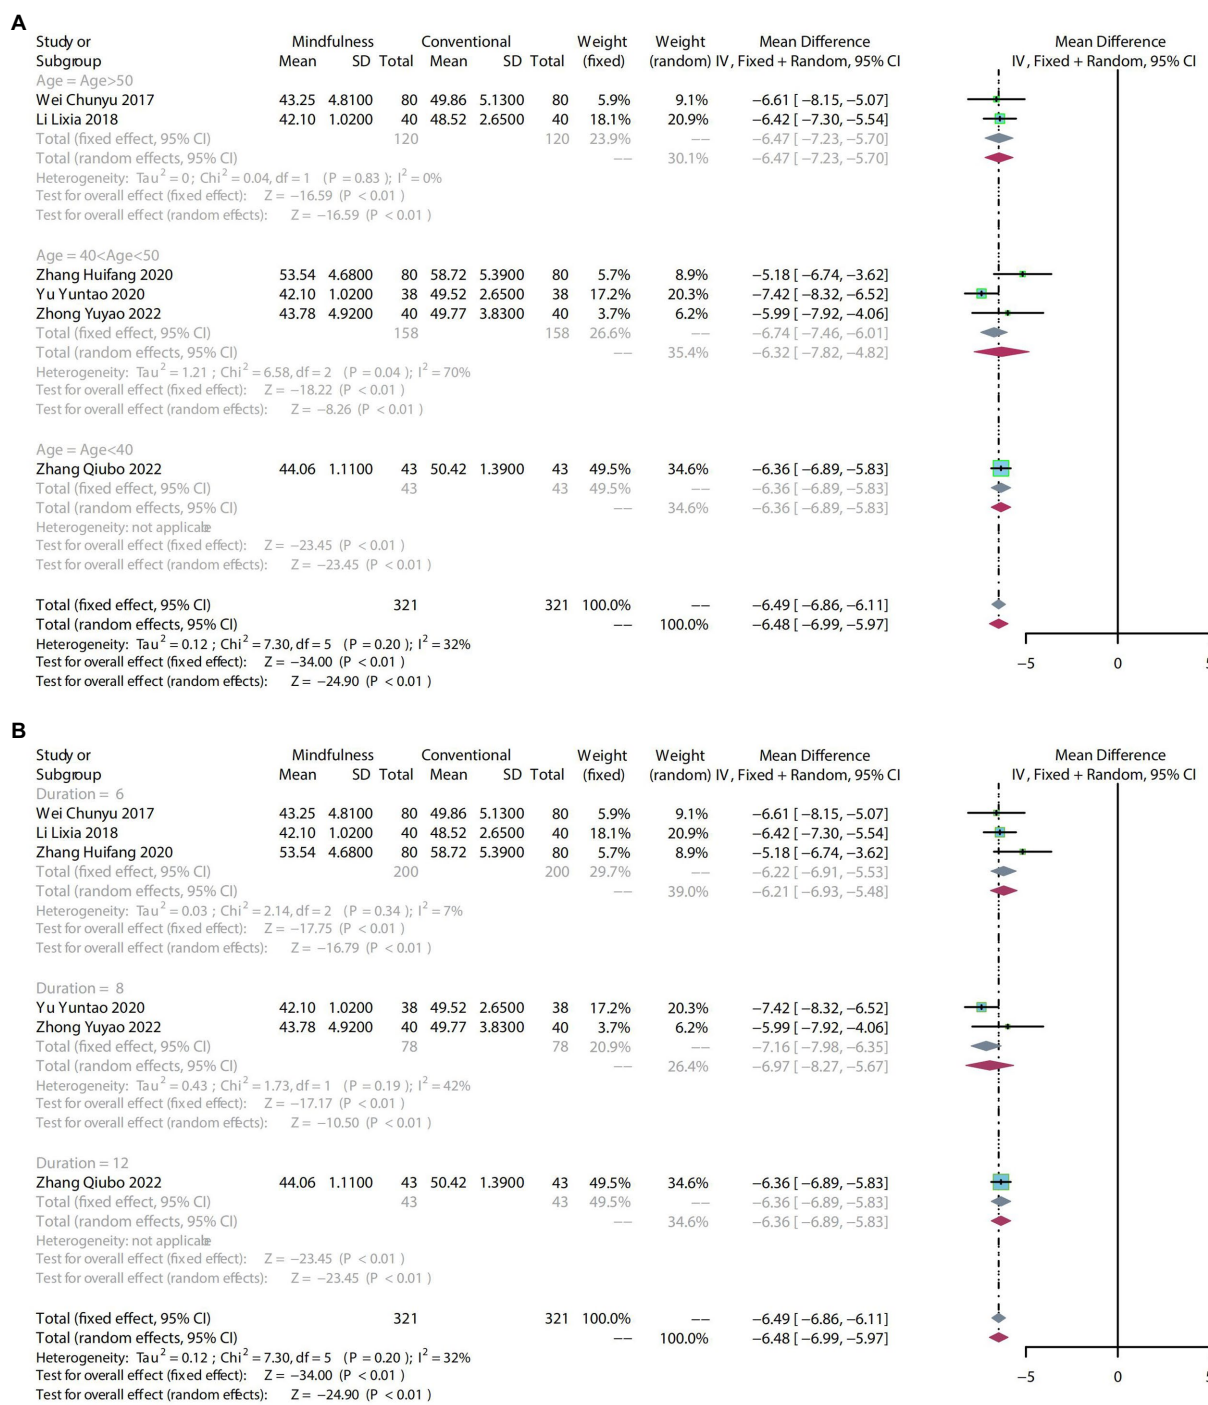 A
Study or Mindfulness Conventional Weight Weight Mean Difference Mean Difference
Subgroup Mean SD Total Mean SD Total (fixed) (random) IV, Fixed + Random, 95% CI IV, Fixed + Random, 95% CI
Age = Age>50
Wei Chunyu 2017 43.25 4.8100 80 49.86 5.1300 80 5.9% 9.1% −6.61 [ −8.15, −5.07]
Li Lixia 2018 42.10 1.0200 40 48.52 2.6500 40 18.1% 20.9% −6.42 [ −7.30, −5.54]
Total (fixed effect, 95% CI) 120 120 23.9% −− −6.47 [ −7.23, −5.70]
Total (random effects, 95% CI) −− 30.1% −6.47 [ −7.23, −5.70]
Heterogeneity: Tau² = 0 ; Chi² = 0.04, df = 1 (P = 0.83 ); I² = 0%
Test for overall effect (fixed effect): Z = −16.59 (P < 0.01 )
Test for overall effect (random effects): Z = −16.59 (P < 0.01 )
Age = 40<Age<50
Zhang Huifang 2020 53.54 4.6800 80 58.72 5.3900 80 5.7% 8.9% −5.18 [ −6.74, −3.62]
Yu Yuntao 2020 42.10 1.0200 38 49.52 2.6500 38 17.2% 20.3% −7.42 [ −8.32, −6.52]
Zhong Yuyao 2022 43.78 4.9200 40 49.77 3.8300 40 3.7% 6.2% −5.99 [ −7.92, −4.06]
Total (fixed effect, 95% CI) 158 158 26.6% −− −6.74 [ −7.46, −6.01]
Total (random effects, 95% CI) −− 35.4% −6.32 [ −7.82, −4.82]
Heterogeneity: Tau² = 1.21 ; Chi² = 6.58, df = 2 (P = 0.04 ); I² = 70%
Test for overall effect (fixed effect): Z = −18.22 (P < 0.01 )
Test for overall effect (random effects): Z = −8.26 (P < 0.01 )
Age = Age<40
Zhang Qiubo 2022 44.06 1.1100 43 50.42 1.3900 43 49.5% 34.6% −6.36 [ −6.89, −5.83]
Total (fixed effect, 95% CI) 43 43 49.5% −− −6.36 [ −6.89, −5.83]
Total (random effects, 95% CI) −− 34.6% −6.36 [ −6.89, −5.83]
Heterogeneity: not applicable
Test for overall effect (fixed effect): Z = −23.45 (P < 0.01 )
Test for overall effect (random effects): Z = −23.45 (P < 0.01 )
Total (fixed effect, 95% CI) 321 321 100.0% −− −6.49 [ −6.86, −6.11]
Total (random effects, 95% CI) −− 100.0% −6.48 [ −6.99, −5.97]
Heterogeneity: Tau² = 0.12 ; Chi² = 7.30, df = 5 (P = 0.20 ); I² = 32%
Test for overall effect (fixed effect): Z = −34.00 (P < 0.01 )
Test for overall effect (random effects): Z = −24.90 (P < 0.01 )
−5 0 5
B
Study or Mindfulness Conventional Weight Weight Mean Difference Mean Difference
Subgroup Mean SD Total Mean SD Total (fixed) (random) IV, Fixed + Random, 95% CI IV, Fixed + Random, 95% CI
Duration = 6
Wei Chunyu 2017 43.25 4.8100 80 49.86 5.1300 80 5.9% 9.1% −6.61 [ −8.15, −5.07]
Li Lixia 2018 42.10 1.0200 40 48.52 2.6500 40 18.1% 20.9% −6.42 [ −7.30, −5.54]
Zhang Huifang 2020 53.54 4.6800 80 58.72 5.3900 80 5.7% 8.9% −5.18 [ −6.74, −3.62]
Total (fixed effect, 95% CI) 200 200 29.7% −− −6.22 [ −6.91, −5.53]
Total (random effects, 95% CI) −− 39.0% −6.21 [ −6.93, −5.48]
Heterogeneity: Tau² = 0.03 ; Chi² = 2.14, df = 2 (P = 0.34 ); I² = 7%
Test for overall effect (fixed effect): Z = −17.75 (P < 0.01 )
Test for overall effect (random effects): Z = −16.79 (P < 0.01 )
Duration = 8
Yu Yuntao 2020 42.10 1.0200 38 49.52 2.6500 38 17.2% 20.3% −7.42 [ −8.32, −6.52]
Zhong Yuyao 2022 43.78 4.9200 40 49.77 3.8300 40 3.7% 6.2% −5.99 [ −7.92, −4.06]
Total (fixed effect, 95% CI) 78 78 20.9% −− −7.16 [ −7.98, −6.35]
Total (random effects, 95% CI) −− 26.4% −6.97 [ −8.27, −5.67]
Heterogeneity: Tau² = 0.43 ; Chi² = 1.73, df = 1 (P = 0.19 ); I² = 42%
Test for overall effect (fixed effect): Z = −17.17 (P < 0.01 )
Test for overall effect (random effects): Z = −10.50 (P < 0.01 )
Duration = 12
Zhang Qiubo 2022 44.06 1.1100 43 50.42 1.3900 43 49.5% 34.6% −6.36 [ −6.89, −5.83]
Total (fixed effect, 95% CI) 43 43 49.5% −− −6.36 [ −6.89, −5.83]
Total (random effects, 95% CI) −− 34.6% −6.36 [ −6.89, −5.83]
Heterogeneity: not applicable
Test for overall effect (fixed effect): Z = −23.45 (P < 0.01 )
Test for overall effect (random effects): Z = −23.45 (P < 0.01 )
Total (fixed effect, 95% CI) 321 321 100.0% −− −6.49 [ −6.86, −6.11]
Total (random effects, 95% CI) −− 100.0% −6.48 [ −6.99, −5.97]
Heterogeneity: Tau² = 0.12 ; Chi² = 7.30, df = 5 (P = 0.20 ); I² = 32%
Test for overall effect (fixed effect): Z = −34.00 (P < 0.01 )
Test for overall effect (random effects): Z = −24.90 (P < 0.01 )
−5 0 5